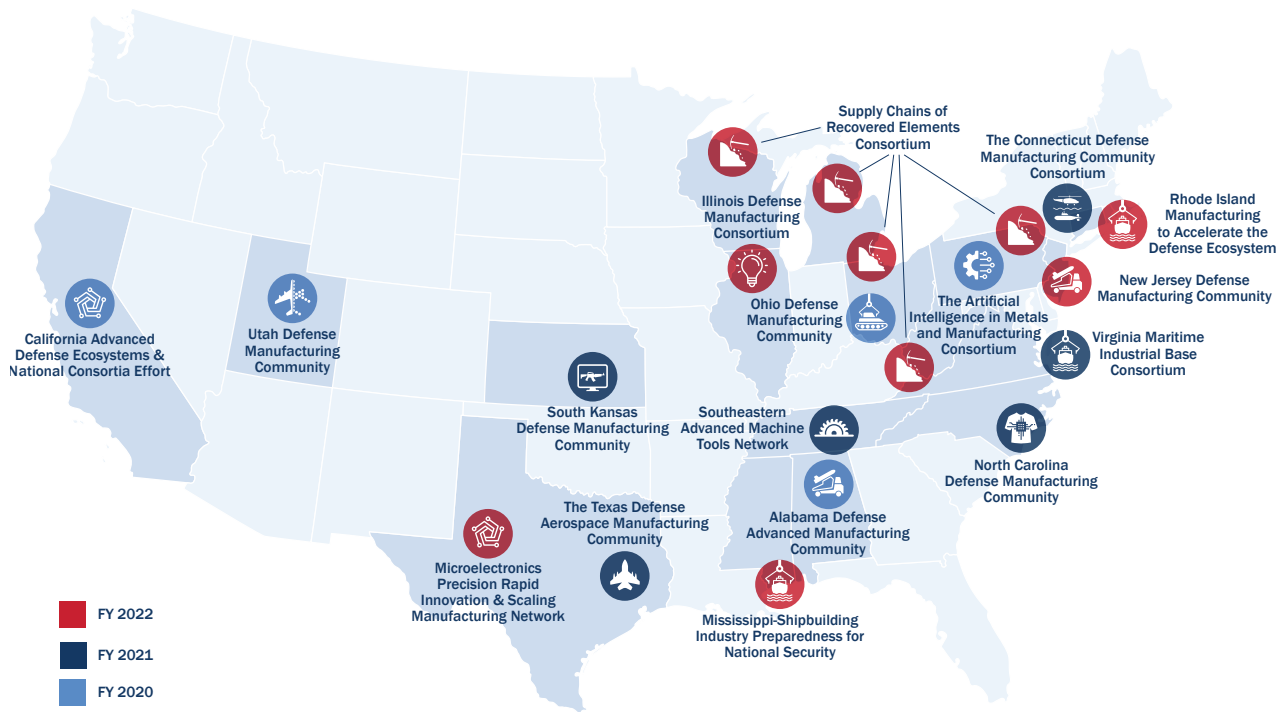 Supply Chains of
Recovered Elements
Consortium
The Connecticut Defense
Manufacturing Community
Consortium
Illinois Defense
Manufacturing
Consortium
Rhode Island
Manufacturing
to Accelerate the
Defense Ecosystem
New Jersey Defense
Manufacturing Community
Ohio Defense
Manufacturing
Community
The Artificial
Intelligence in Metals
and Manufacturing
Consortium
California Advanced
Defense Ecosystems &
National Consortia Effort
Utah Defense
Manufacturing
Community
Virginia Maritime
Industrial Base
Consortium
South Kansas
Defense Manufacturing
Community
Southeastern
Advanced Machine
Tools Network
North Carolina
Defense Manufacturing
Community
The Texas Defense
Aerospace Manufacturing
Community
Alabama Defense
Advanced Manufacturing
Community
Microelectronics
Precision Rapid
Innovation & Scaling
Manufacturing Network
Mississippi-Shipbuilding
Industry Preparedness for
National Security
FY 2022
FY 2021
FY 2020